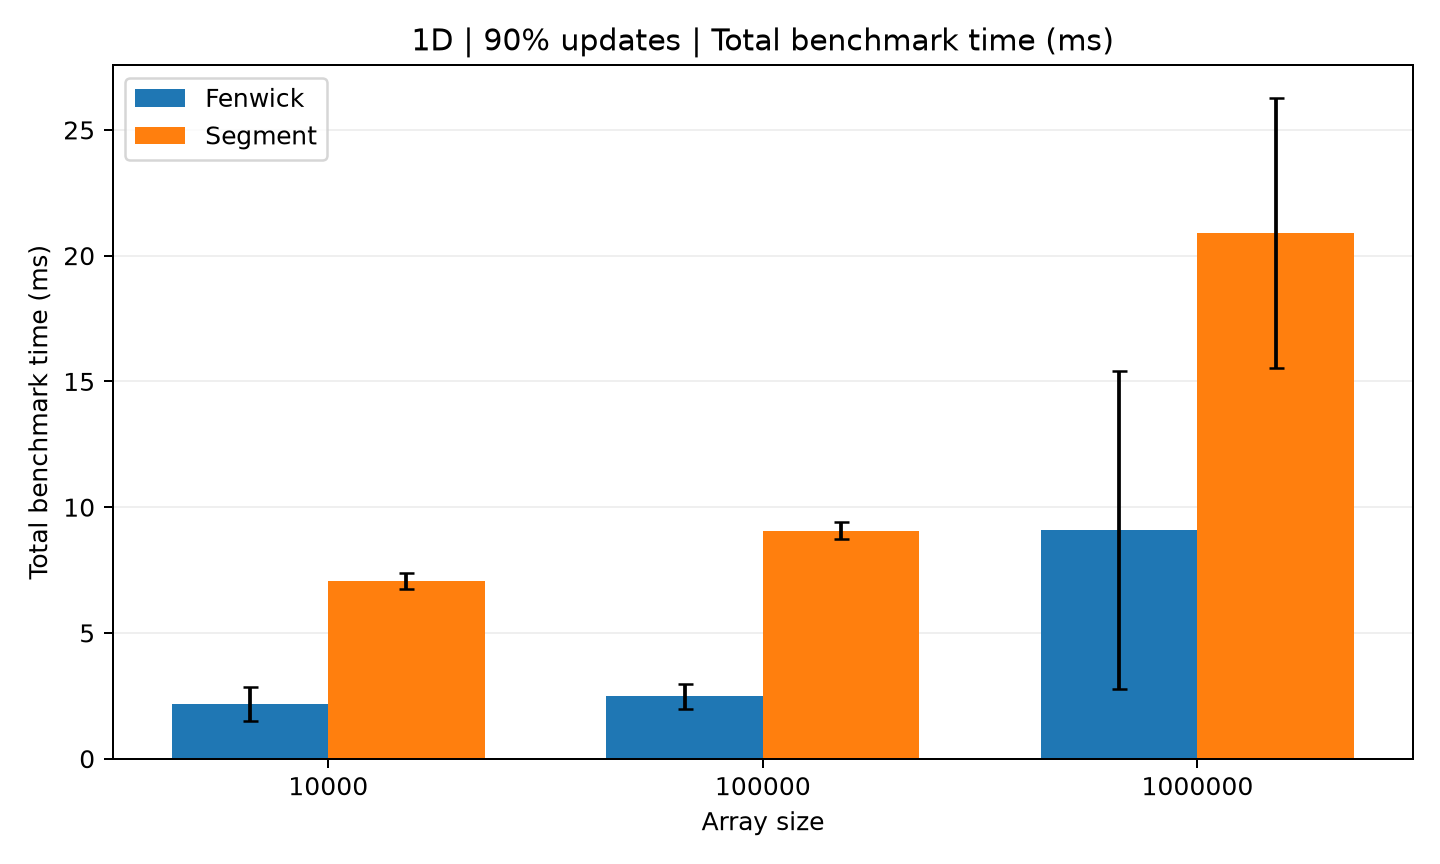 1D | 90% updates | Total benchmark time (ms)
Fenwick
Segment
Total benchmark time (ms)
25
20
15
10
5
0
10000
100000
1000000
Array size